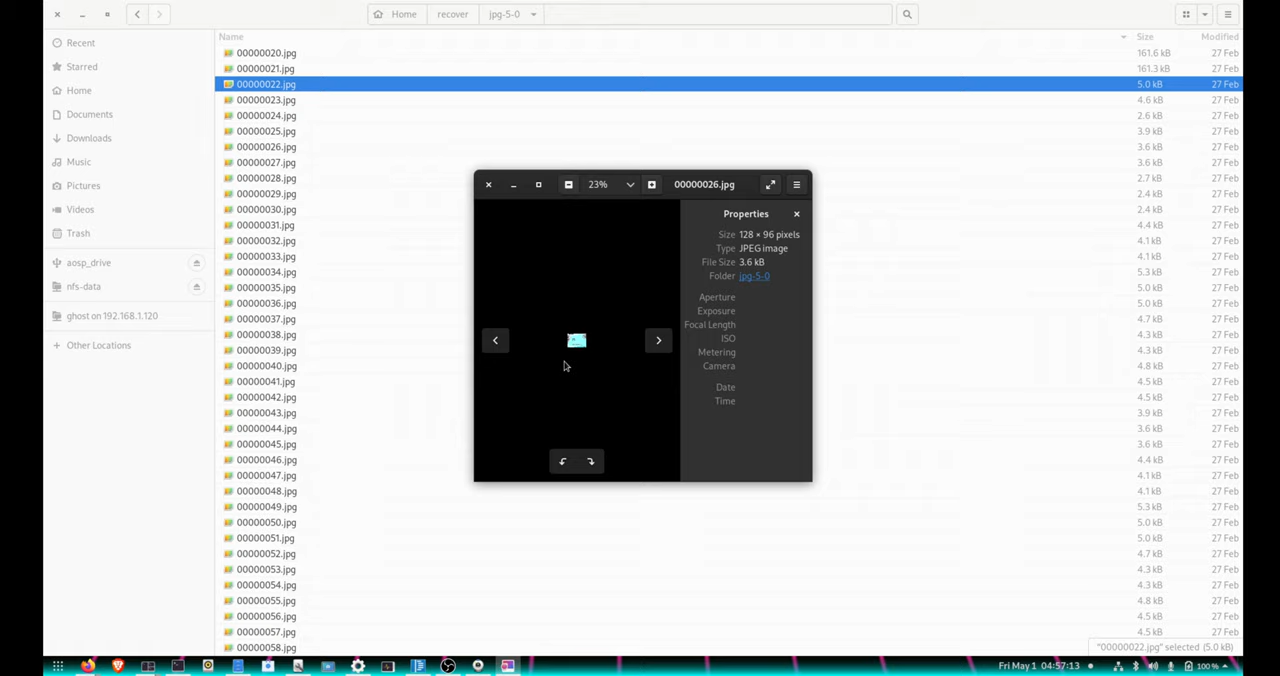 Home recover jpg-5-0
Name Size Modified
Recent
Starred
Home
Documents
Downloads
Music
Pictures
Videos
Trash
aosp_drive
nfs-data
ghost on 192.168.1.120
+ Other Locations
00000020.jpg 161.6 kB 27 Feb
00000021.jpg 161.3 kB 27 Feb
00000022.jpg 5.0 kB 27 Feb
00000023.jpg 4.6 kB 27 Feb
00000024.jpg 2.6 kB 27 Feb
00000025.jpg 3.9 kB 27 Feb
00000026.jpg 3.6 kB 27 Feb
00000027.jpg 3.6 kB 27 Feb
00000028.jpg 2.7 kB 27 Feb
00000029.jpg 2.4 kB 27 Feb
00000030.jpg 2.4 kB 27 Feb
00000031.jpg 4.4 kB 27 Feb
00000032.jpg 4.1 kB 27 Feb
00000033.jpg 4.1 kB 27 Feb
00000034.jpg 5.3 kB 27 Feb
00000035.jpg 5.0 kB 27 Feb
00000036.jpg 5.0 kB 27 Feb
00000037.jpg 4.7 kB 27 Feb
00000038.jpg 4.3 kB 27 Feb
00000039.jpg 4.3 kB 27 Feb
00000040.jpg 4.8 kB 27 Feb
00000041.jpg 4.5 kB 27 Feb
00000042.jpg 4.5 kB 27 Feb
00000043.jpg 3.9 kB 27 Feb
00000044.jpg 3.6 kB 27 Feb
00000045.jpg 3.6 kB 27 Feb
00000046.jpg 4.4 kB 27 Feb
00000047.jpg 4.1 kB 27 Feb
00000048.jpg 4.1 kB 27 Feb
00000049.jpg 5.3 kB 27 Feb
00000050.jpg 5.0 kB 27 Feb
00000051.jpg 5.0 kB 27 Feb
00000052.jpg 4.7 kB 27 Feb
00000053.jpg 4.3 kB 27 Feb
00000054.jpg 4.3 kB 27 Feb
00000055.jpg 4.8 kB 27 Feb
00000056.jpg 4.5 kB 27 Feb
00000057.jpg 4.5 kB 27 Feb
00000058.jpg
23% 00000026.jpg
Properties
Size 128 × 96 pixels
Type JPEG image
File Size 3.6 kB
Folder jpg-5-0
Aperture
Exposure
Focal Length
ISO
Metering
Camera
Date
Time
"00000022.jpg" selected (5.0 kB)
Fri May 1 04:57:13
100 %